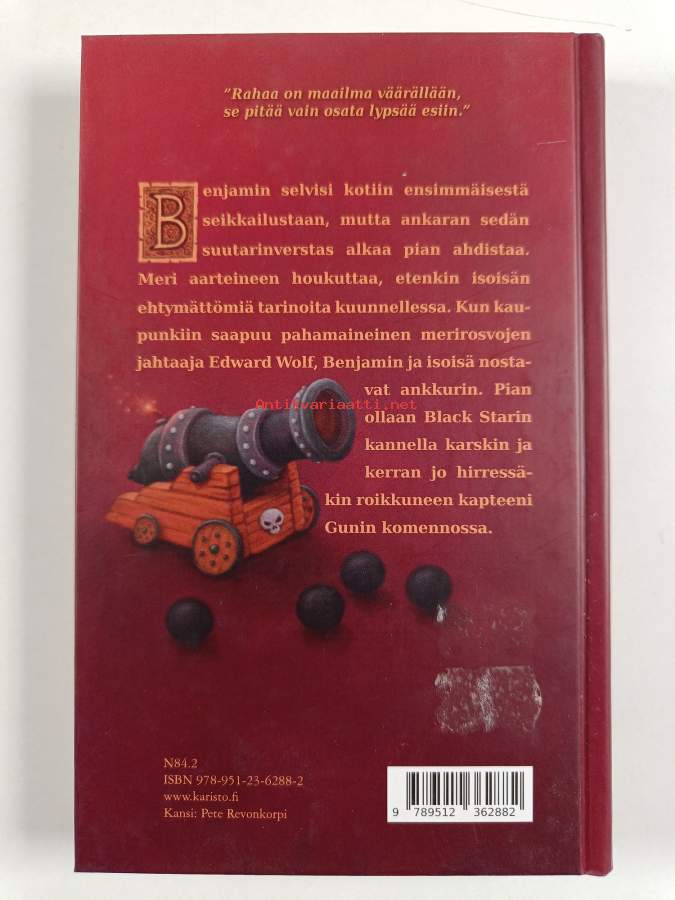 "Rahaa on maailma väärällään,
se pitää vain osata lypsää esiin."
Benjamin selvisi kotiin ensimmäisestä
seikkailustaan, mutta ankaran sedän
suutarinverstas alkaa pian ahdistaa.
Meri aarteineen houkuttaa, etenkin isoisän
ehtymättömiä tarinoita kuunnellessa. Kun kau-
punkiin saapuu pahamaineinen merirosvojen
jahtaaja Edward Wolf, Benjamin ja isoisä nosta-
vat ankkurin. Pian
Antikvariaatti.net
ollaan Black Starin
kannella karskin ja
kerran jo hirressä-
kin roikkuneen kapteeni
Gunin komennossa.
N84.2
ISBN 978-951-23-6288-2
www.karisto.fi
Kansi: Pete Revonkorpi
9 789512 362882